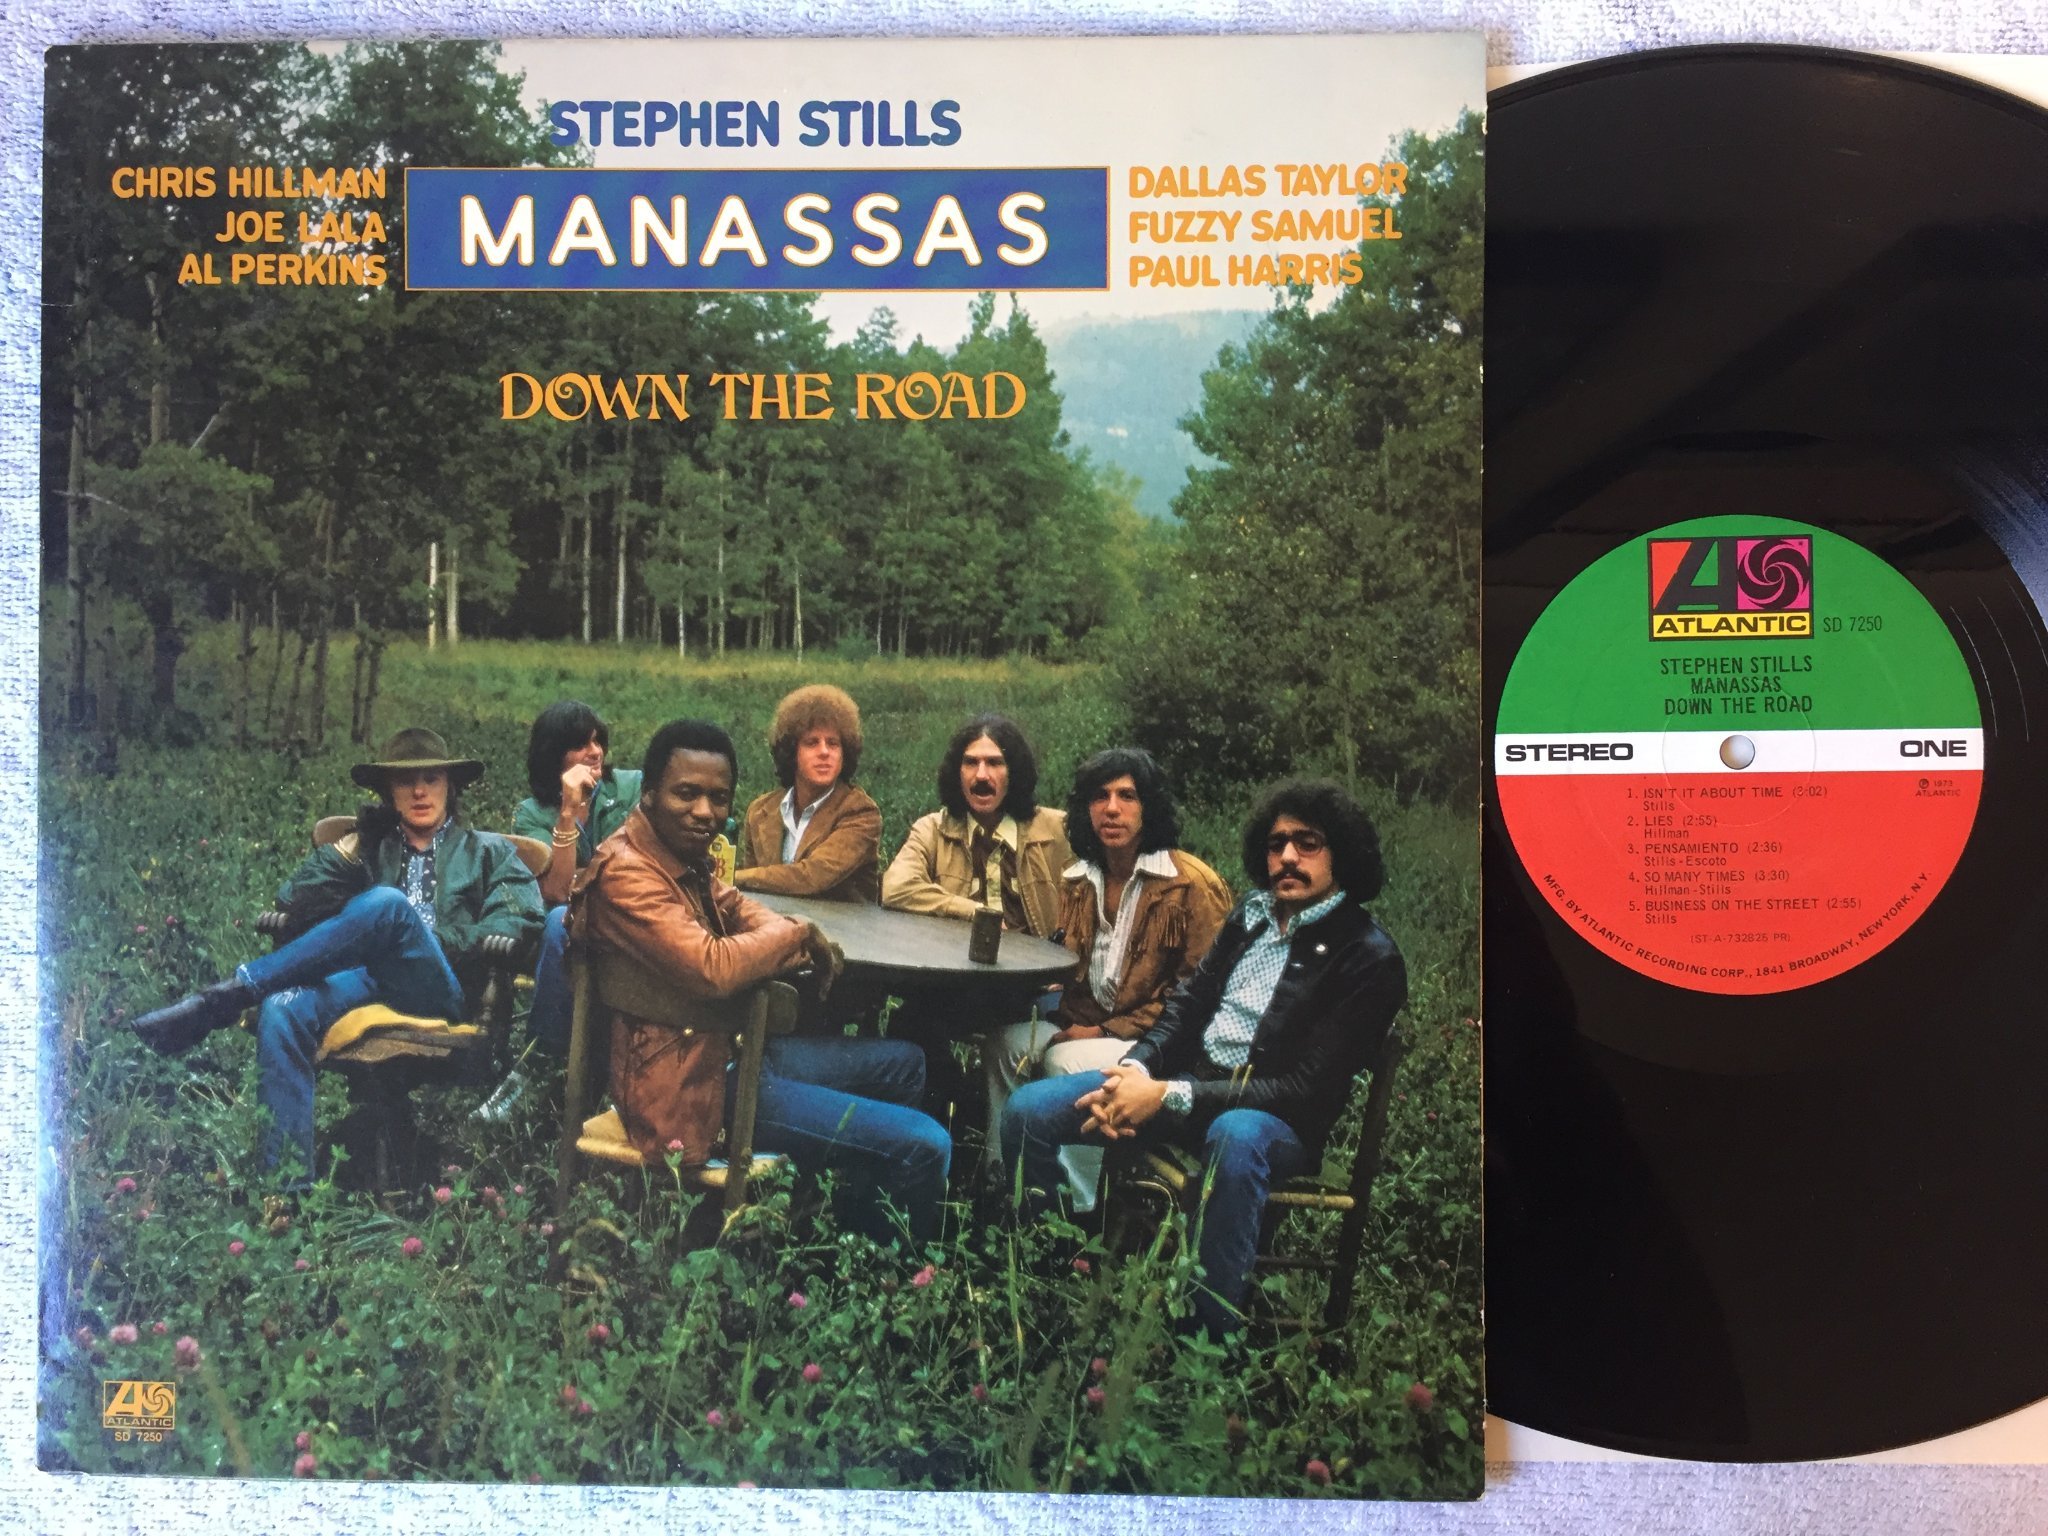 STEPHEN STILLS
CHRIS HILLMAN
JOE LALA
AL PERKINS
MANASSAS
DALLAS TAYLOR
FUZZY SAMUEL
PAUL HARRIS
DOWN THE ROAD
ATLANTIC
SD 7250
ATLANTIC
SD 7250
STEPHEN STILLS
MANASSAS
DOWN THE ROAD
STEREO
ONE
Ⓟ 1973
ATLANTIC
1. ISN'T IT ABOUT TIME (3:02)
Stills
2. LIES (2:55)
Hillman
3. PENSAMIENTO (2:36)
Stills-Escoto
4. SO MANY TIMES (3:30)
Hillman-Stills
5. BUSINESS ON THE STREET (2:55)
Stills
(ST-A-732825 PR)
MFG. BY ATLANTIC RECORDING CORP., 1841 BROADWAY, NEW YORK, N.Y.